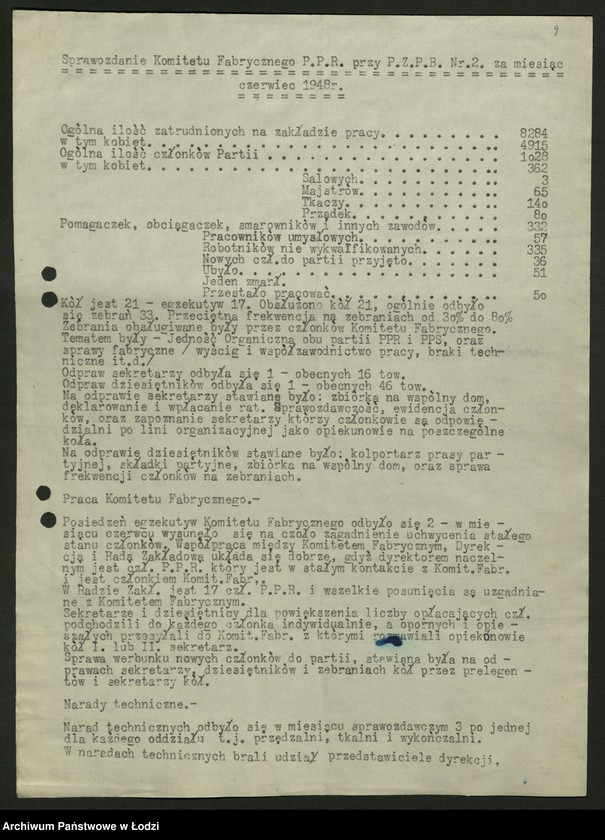 9
Sprawozdanie Komitetu Fabrycznego P.P.R. przy P.Z.P.B. Nr.2. za miesiąc
czerwiec 1948r.
Ogólna ilość zatrudnionych na zakładzie pracy. . . . . . . . . . 8284
w tym kobiet. . . . . . . . . . . . . . . . . . . . . . . . . . 4915
Ogólna ilość członków Partii . . . . . . . . . . . . . . . . . . 1o28
w tym kobiet. . . . . . . . . . . . . . . . . . . . . . . . . . 362
Salowych. . . . . . . . . . 3
Majstrów. . . . . . . . . . 65
Tkaczy. . . . . . . . . . . 14o
Prządek. . . . . . . . . . 8o
Pomagaczek, obciągaczek, smarowników i innych zawodów. . . . . . 332
Pracowników umysłowych. . . . . . . . . 57
Robotników nie wykwalifikowanych. . . . . 335
Nowych czł.do partii przyjęto. . . . . . 36
Ubyło. . . . . . . . . . . . . . . . . 51
Jeden zmarł.
Przestało pracować. . . . . . . . . . . 5o
Kół jest 21 - egzekutyw 17. Obsłużono kół 21, ogólnie odbyło
się zebrań 33. Przeciętna frekwencja na zebraniach od 3o% do 8o%
Zebrania obsługiwane były przez członków Komitetu Fabrycznego.
Tematem były - Jedność Organiczna obu partii PPR i PPS, oraz
sprawy fabryczne / wyścig i współzawodnictwo pracy, braki tech-
niczne it.d./
Odpraw sekretarzy odbyła się 1 - obecnych 16 tow.
Odpraw dziesiętników odbyła się 1 - obecnych 46 tow.
Na odprawie sekretarzy stawiane było: zbiórka na wspólny dom,
deklarowanie i wpłacanie rat. Sprawozdawczość, ewidencja człon-
ków, oraz zapoznanie sekretarzy którzy członkowie są odpowie -
dzialni po lini organizacyjnej jako opiekunowie na poszczególne
koła.
Na odprawie dziesiętników stawiane było: kolportarz prasy par -
tyjnej, składki partyjne, zbiórka na wspólny dom, oraz sprawa
frekwencji członków na zebraniach.
Praca Komitetu Fabrycznego.-
Posiedzeń egzekutyw Komitetu Fabrycznego odbyło się 2 - w mie -
siącu czerwcu wysunęło się na czoło zagadnienie uchwycenia stałego
stanu członków. Współpraca między Komitetem Fabrycznym, Dyrek -
cją i Radą Zakładową układa się dobrze, gdyż dyrektorem naczel-
nym jest czł. P.P.R. który jest w stałym kontakcie z Komit.Fabr.
i jest członkiem Komit.Fabr..
W Radzie Zakł. jest 17 czł. P.P.R. i wszelkie posunięcia są uzgadnia-
ne z Komitetem Fabrycznym.
Sekretarze i dziesiętnicy dla powiększenia liczby opłacających czł.
podchodzili do każdego członka indywidualnie, a opornych i opie -
szałych przesyłali do Komit.Fabr. z którymi rozmawiali opiekunowie
kół I. lub II. sekretarz.
Sprawa werbunku nowych członków do partii, stawiana była na od -
prawach sekretarzy, dziesiętników i zebraniach kół przez prelegen -
tów i sekretarzy kół.
Narady techniczne.-
Narad technicznych odbyło się w miesiącu sprawozdawczym 3 po jednej
dla każdego oddziału t.j. przędzalni, tkalni i wykończalni.
W naradach technicznych brali udział przedstawiciele dyrekcji,
Archiwum Państwowe w Łodzi